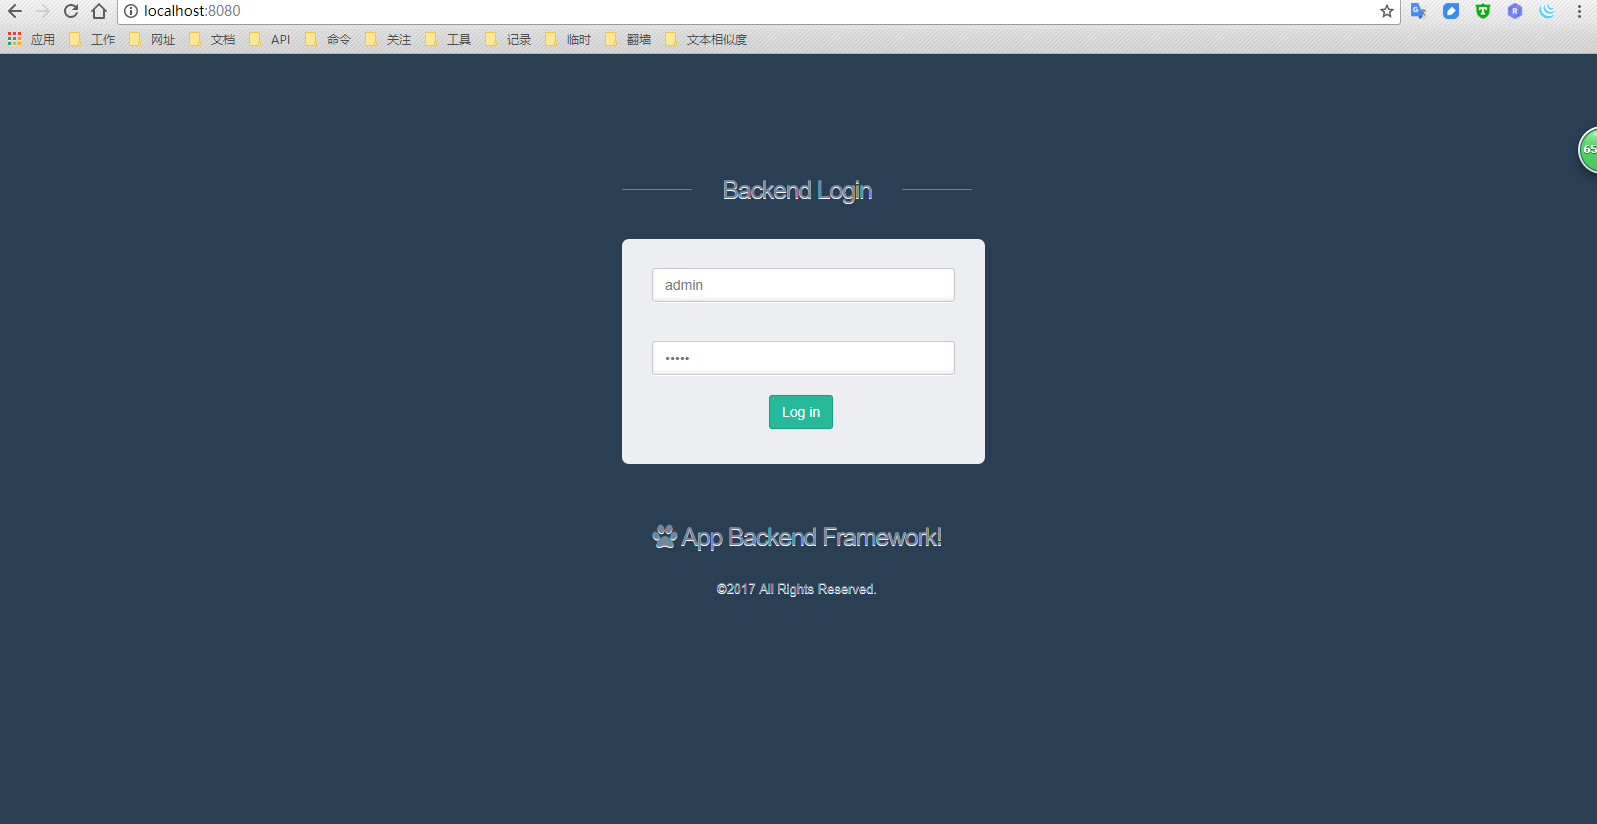 localhost:8080
应用 工作 网址 文档 API 命令 关注 工具 记录 临时 翻墙 文本相似度
65
Backend Login
admin
•••••
Log in
App Backend Framework!
©2017 All Rights Reserved.